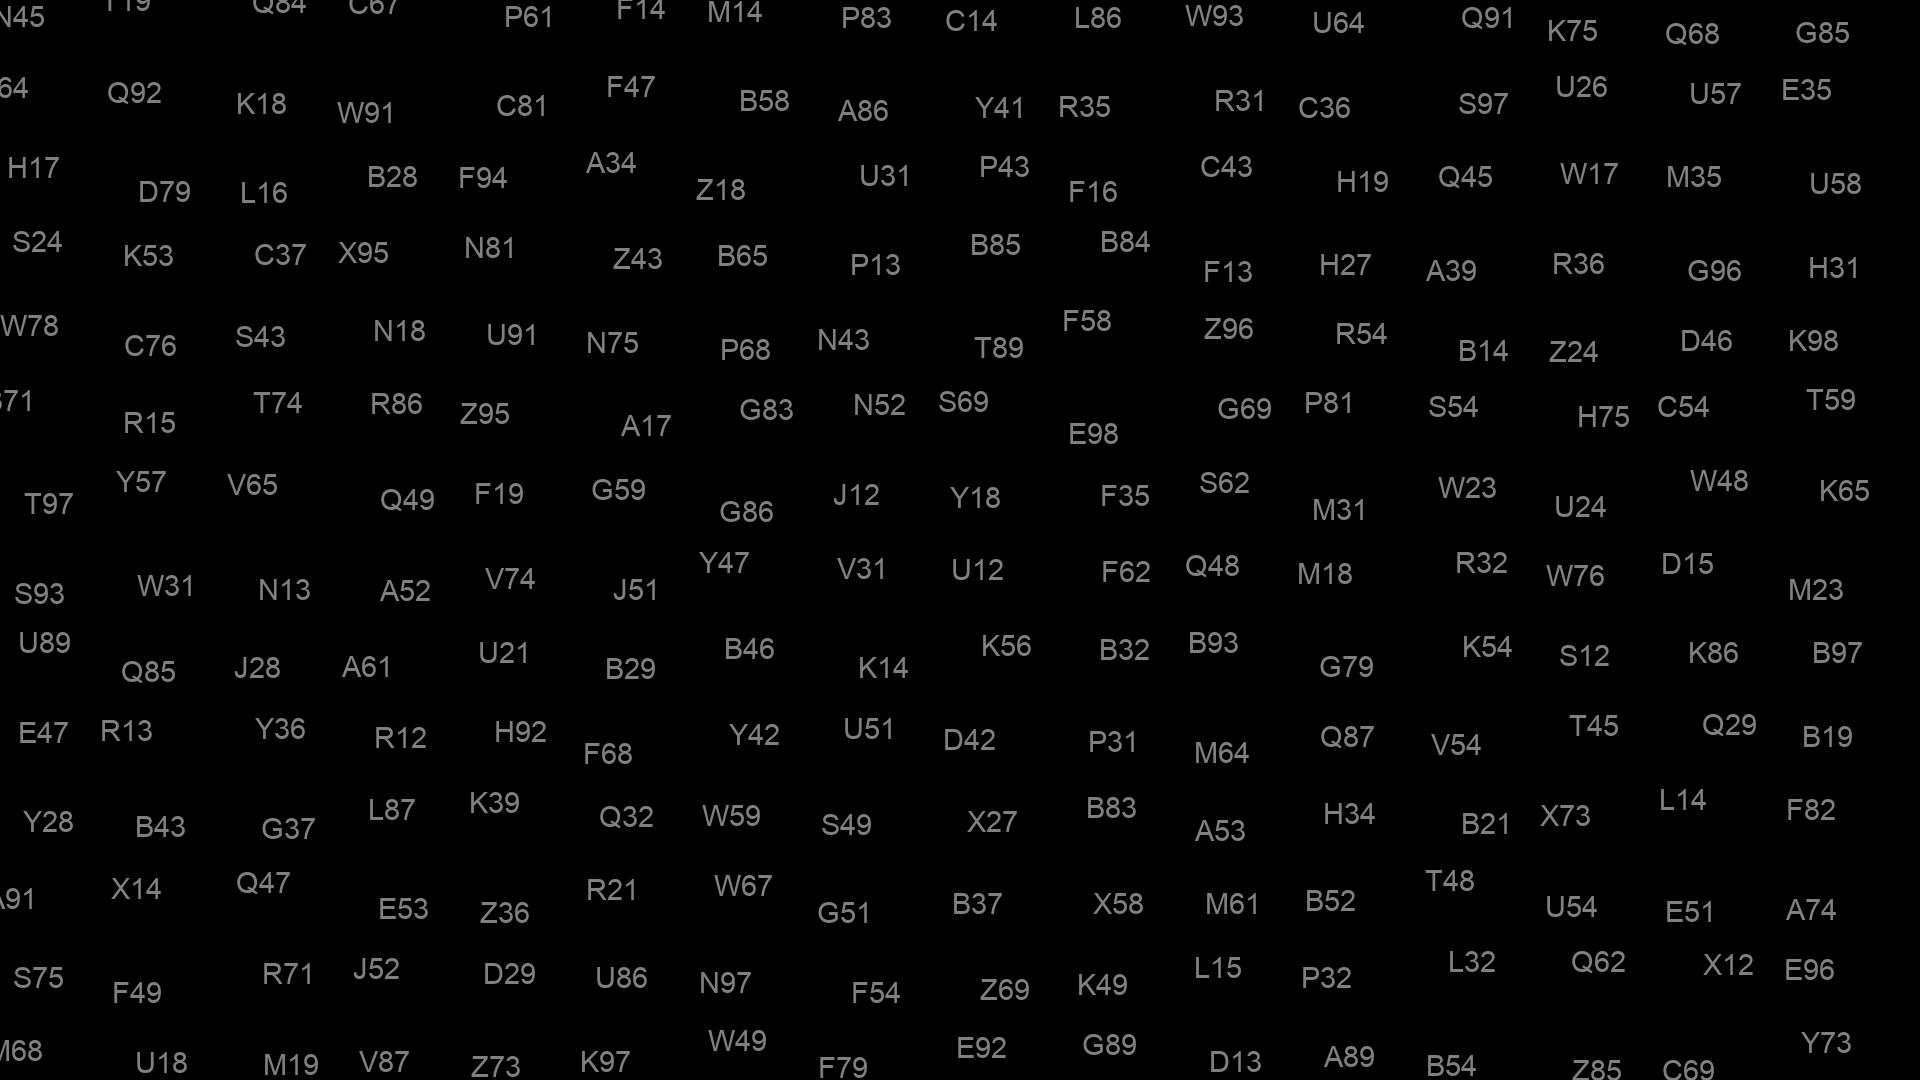 N45 T19 Q84 C67 P61 F14 M14 P83 C14 L86 W93 U64 Q91 K75 Q68 G85
64 Q92 K18 W91 C81 F47 B58 A86 Y41 R35 R31 C36 S97 U26 U57 E35
H17 D79 L16 B28 F94 A34 Z18 U31 P43 F16 C43 H19 Q45 W17 M35 U58
S24 K53 C37 X95 N81 Z43 B65 P13 B85 B84 F13 H27 A39 R36 G96 H31
W78 C76 S43 N18 U91 N75 P68 N43 T89 F58 Z96 R54 B14 Z24 D46 K98
71 R15 T74 R86 Z95 A17 G83 N52 S69 E98 G69 P81 S54 H75 C54 T59
T97 Y57 V65 Q49 F19 G59 G86 J12 Y18 F35 S62 M31 W23 U24 W48 K65
S93 W31 N13 A52 V74 J51 Y47 V31 U12 F62 Q48 M18 R32 W76 D15 M23
U89 Q85 J28 A61 U21 B29 B46 K14 K56 B32 B93 G79 K54 S12 K86 B97
E47 R13 Y36 R12 H92 F68 Y42 U51 D42 P31 M64 Q87 V54 T45 Q29 B19
Y28 B43 G37 L87 K39 Q32 W59 S49 X27 B83 A53 H34 B21 X73 L14 F82
A91 X14 Q47 E53 Z36 R21 W67 G51 B37 X58 M61 B52 T48 U54 E51 A74
S75 F49 R71 J52 D29 U86 N97 F54 Z69 K49 L15 P32 L32 Q62 X12 E96
M68 U18 M19 V87 Z73 K97 W49 F79 E92 G89 D13 A89 B54 Z85 C69 Y73